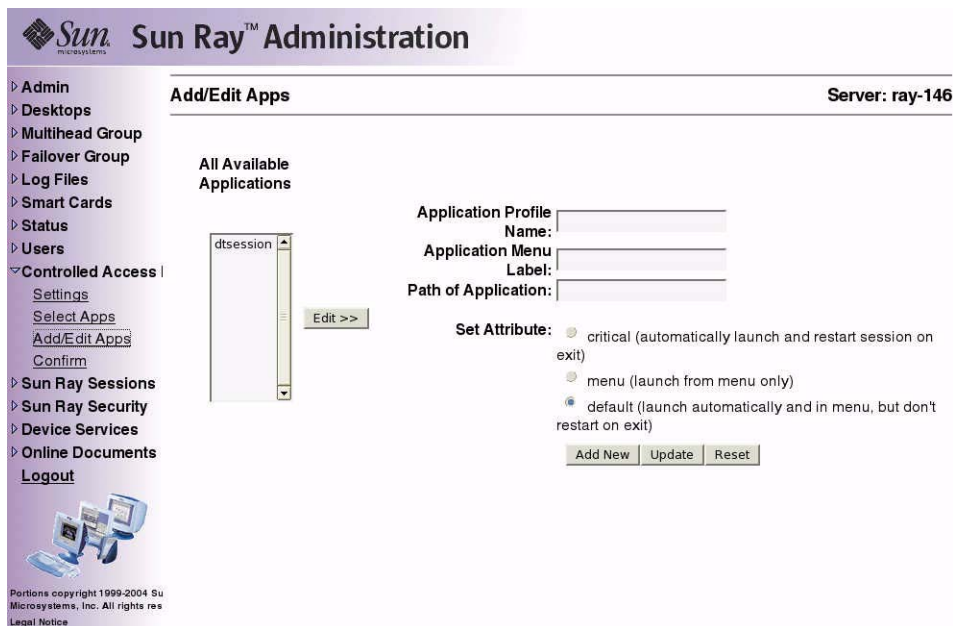 Sun
microsystems
Sun Ray™ Administration
Admin
Desktops
Multihead Group
Failover Group
Log Files
Smart Cards
Status
Users
Controlled Access
Settings
Select Apps
Add/Edit Apps
Confirm
Sun Ray Sessions
Sun Ray Security
Device Services
Online Documents
Logout
Portions copyright 1999-2004 Su
Microsystems, Inc. All rights res
Legal Notice
Add/Edit Apps
Server: ray-146
All Available
Applications
dtsession
Edit >>
Application Profile
Name:
Application Menu
Label:
Path of Application:
Set Attribute:
critical (automatically launch and restart session on
exit)
menu (launch from menu only)
default (launch automatically and in menu, but don't
restart on exit)
Add New
Update
Reset